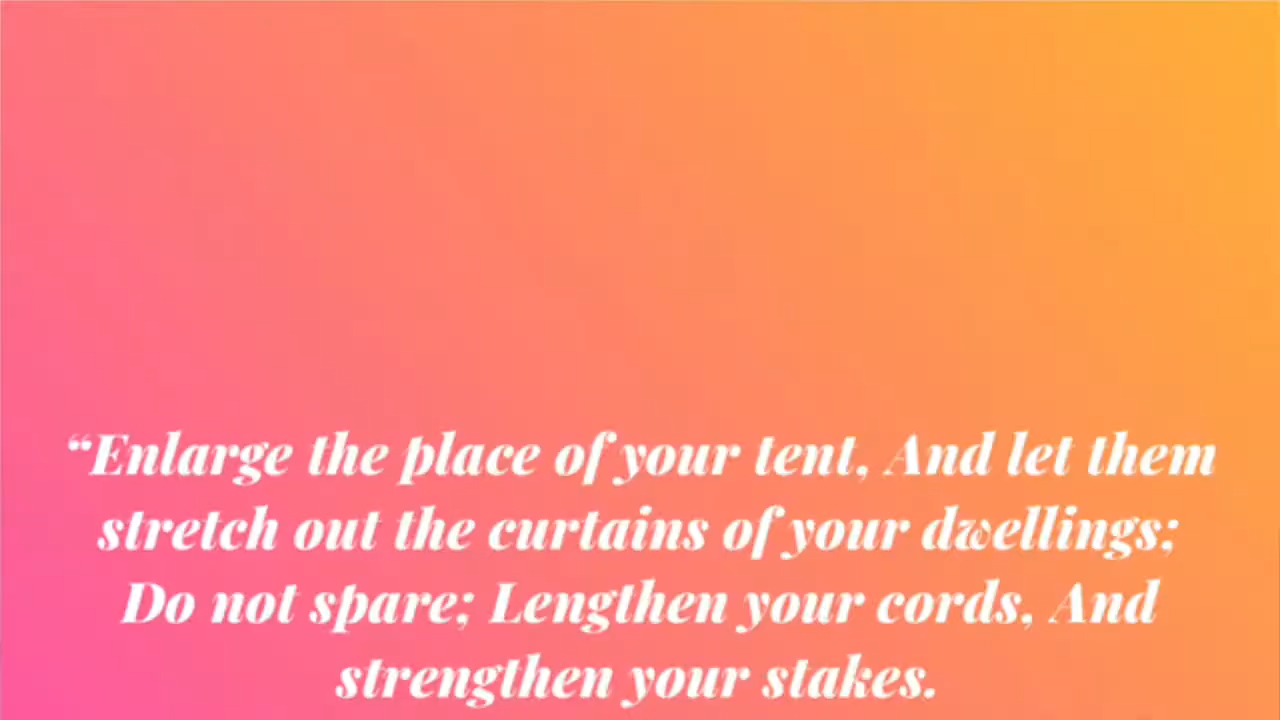 “Enlarge the place of your tent, And let them
stretch out the curtains of your dwellings;
Do not spare; Lengthen your cords, And
strengthen your stakes.